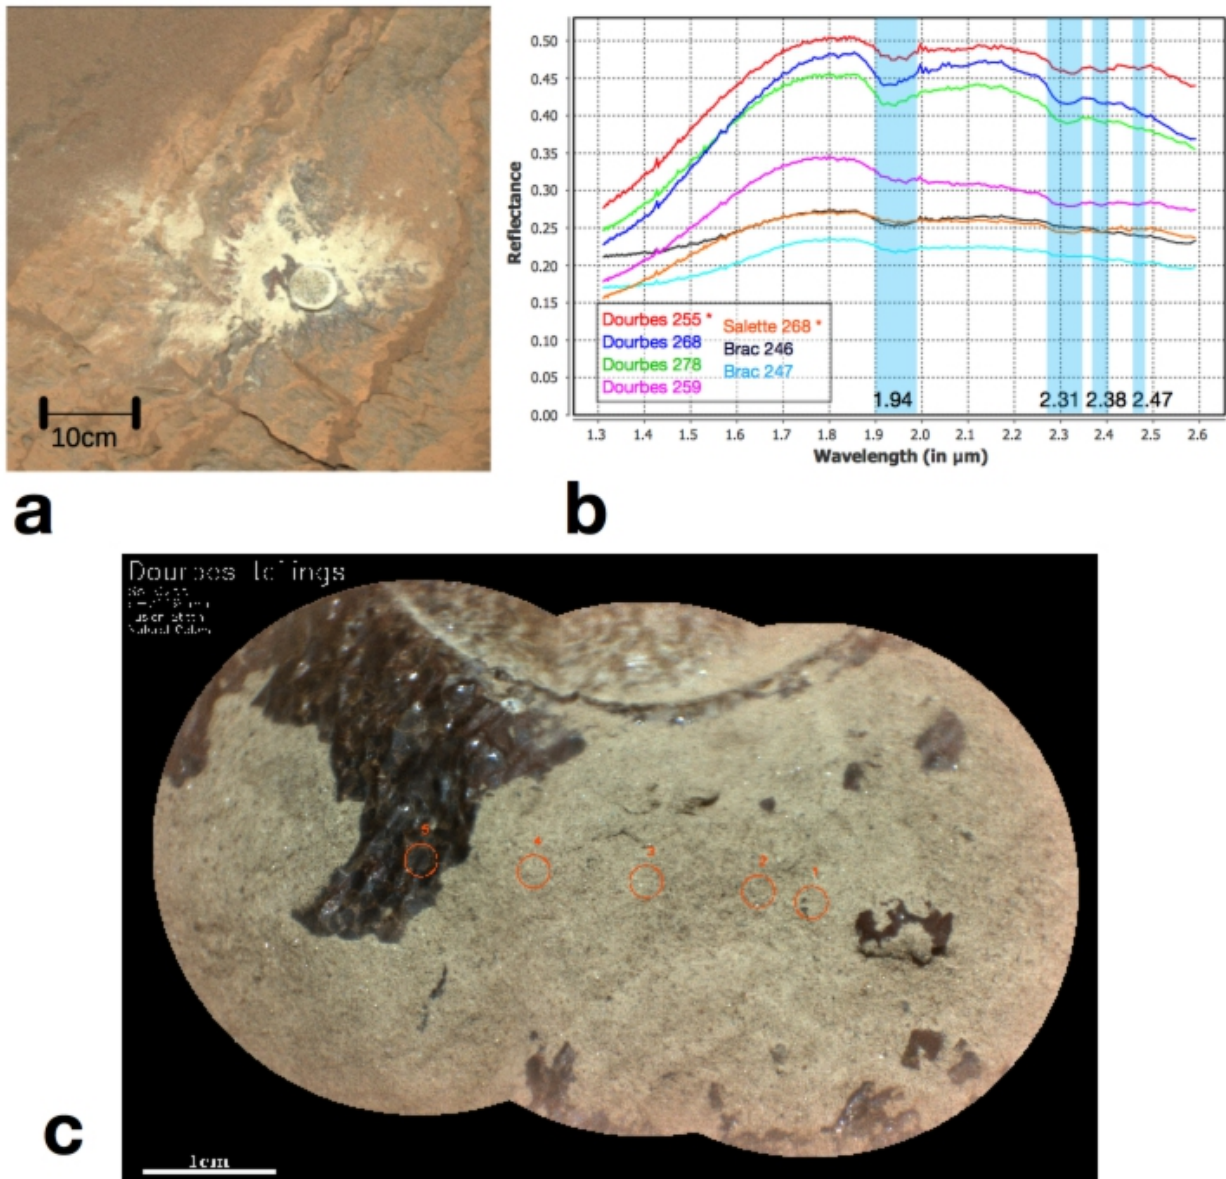 10cm
a
Reflectance
0.50
0.45
0.40
0.35
0.30
0.25
0.20
0.15
0.10
0.05
0.00
Dourbes 255 *
Dourbes 268
Dourbes 278
Dourbes 259
Salette 268 *
Brac 246
Brac 247
1.94
2.31
2.38
2.47
1.3 1.4 1.5 1.6 1.7 1.8 1.9 2.0 2.1 2.2 2.3 2.4 2.5 2.6
Wavelength (in µm)
b
Dourbes
5
4
3
2
1
1cm
c